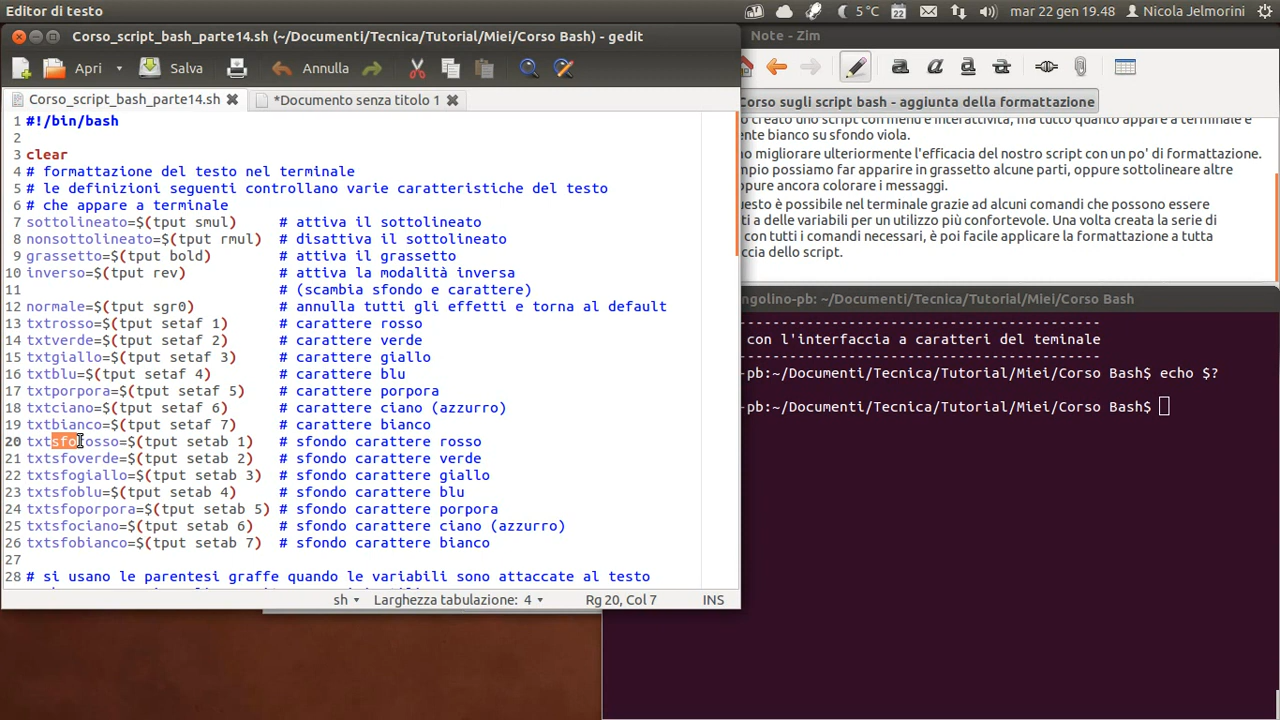 Editor di testo
5 °C
22
mar 22 gen 19.48
Nicola Jelmorini
Corso_script_bash_parte14.sh (~/Documenti/Tecnica/Tutorial/Miei/Corso Bash) - gedit
Apri
Salva
Annulla
Corso_script_bash_parte14.sh
*Documento senza titolo 1
1 #!/bin/bash
2
3 clear
4 # formattazione del testo nel terminale
5 # le definizioni seguenti controllano varie caratteristiche del testo
6 # che appare a terminale
7 sottolineato=$(tput smul) # attiva il sottolineato
8 nonsottolineato=$(tput rmul) # disattiva il sottolineato
9 grassetto=$(tput bold) # attiva il grassetto
10 inverso=$(tput rev) # attiva la modalità inversa
11 # (scambia sfondo e carattere)
12 normale=$(tput sgr0) # annulla tutti gli effetti e torna al default
13 txtrosso=$(tput setaf 1) # carattere rosso
14 txtverde=$(tput setaf 2) # carattere verde
15 txtgiallo=$(tput setaf 3) # carattere giallo
16 txtblu=$(tput setaf 4) # carattere blu
17 txtporpora=$(tput setaf 5) # carattere porpora
18 txtciano=$(tput setaf 6) # carattere ciano (azzurro)
19 txtbianco=$(tput setaf 7) # carattere bianco
20 txtsforosso=$(tput setab 1) # sfondo carattere rosso
21 txtsfoverde=$(tput setab 2) # sfondo carattere verde
22 txtsfogiallo=$(tput setab 3) # sfondo carattere giallo
23 txtsfoblu=$(tput setab 4) # sfondo carattere blu
24 txtsfoporpora=$(tput setab 5) # sfondo carattere porpora
25 txtsfociano=$(tput setab 6) # sfondo carattere ciano (azzurro)
26 txtsfobianco=$(tput setab 7) # sfondo carattere bianco
27
28 # si usano le parentesi graffe quando le variabili sono attaccate al testo
sh
Larghezza tabulazione: 4
Rg 20, Col 7
INS
Note - Zim
Corso sugli script bash - aggiunta della formattazione
o creato uno script con menu e interattività, ma tutto quanto appare a terminale è
ente bianco su sfondo viola.
no migliorare ulteriormente l'efficacia del nostro script con un po' di formattazione.
mpio possiamo far apparire in grassetto alcune parti, oppure sottolineare altre
ppure ancora colorare i messaggi.
uesto è possibile nel terminale grazie ad alcuni comandi che possono essere
ti a delle variabili per un utilizzo più confortevole. Una volta creata la serie di
con tutti i comandi necessari, è poi facile applicare la formattazione a tutta
ccia dello script.
ngolino-pb: ~/Documenti/Tecnica/Tutorial/Miei/Corso Bash
------------------------------------------
con l'interfaccia a caratteri del teminale
------------------------------------------
-pb:~/Documenti/Tecnica/Tutorial/Miei/Corso Bash$ echo $?
-pb:~/Documenti/Tecnica/Tutorial/Miei/Corso Bash$